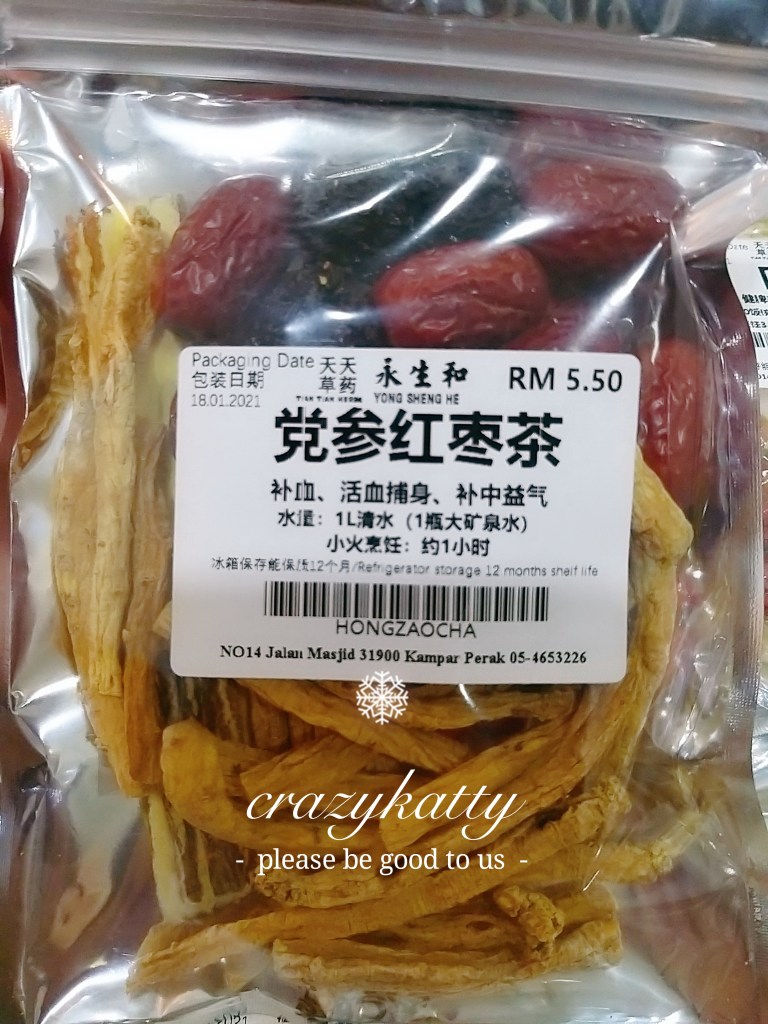 Packaging Date
包装日期
18.01.2021
天天
草药
TIAN TIAN HERBS
永生和
YONG SHENG HE
RM 5.50
党参红枣茶
补血、活血捕身、补中益气
水温：1L清水（1瓶大矿泉水）
小火烹饪：约1小时
冰箱保存能保质12个月/Refrigerator storage 12 months shelf life
HONGZAOCHA
NO14 Jalan Masjid 31900 Kampar Perak 05-4653226
crazykatty
- please be good to us -